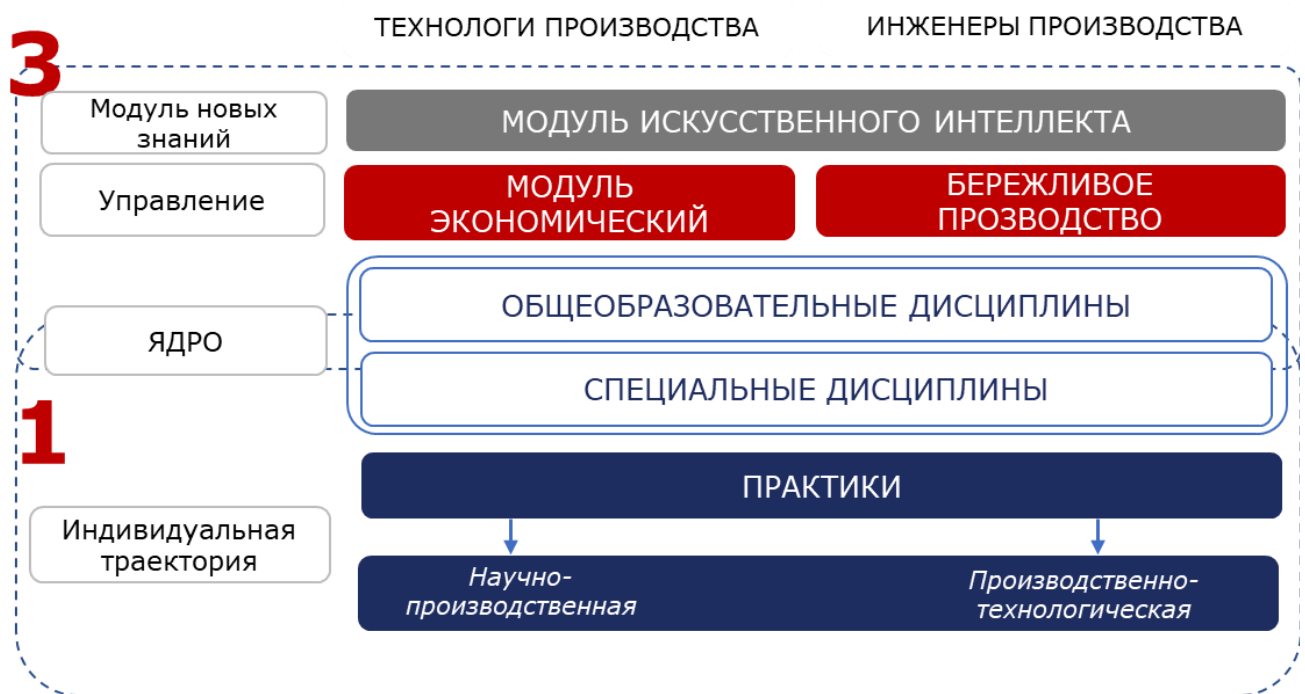 ТЕХНОЛОГИ ПРОИЗВОДСТВА
ИНЖЕНЕРЫ ПРОИЗВОДСТВА
3
Модуль новых
знаний
МОДУЛЬ ИСКУССТВЕННОГО ИНТЕЛЛЕКТА
Управление
МОДУЛЬ
ЭКОНОМИЧЕСКИЙ
БЕРЕЖЛИВОЕ
ПРОЗВОДСТВО
ЯДРО
ОБЩЕОБРАЗОВАТЕЛЬНЫЕ ДИСЦИПЛИНЫ
СПЕЦИАЛЬНЫЕ ДИСЦИПЛИНЫ
1
Индивидуальная
траектория
ПРАКТИКИ
Научно-
производственная
Производственно-
технологическая